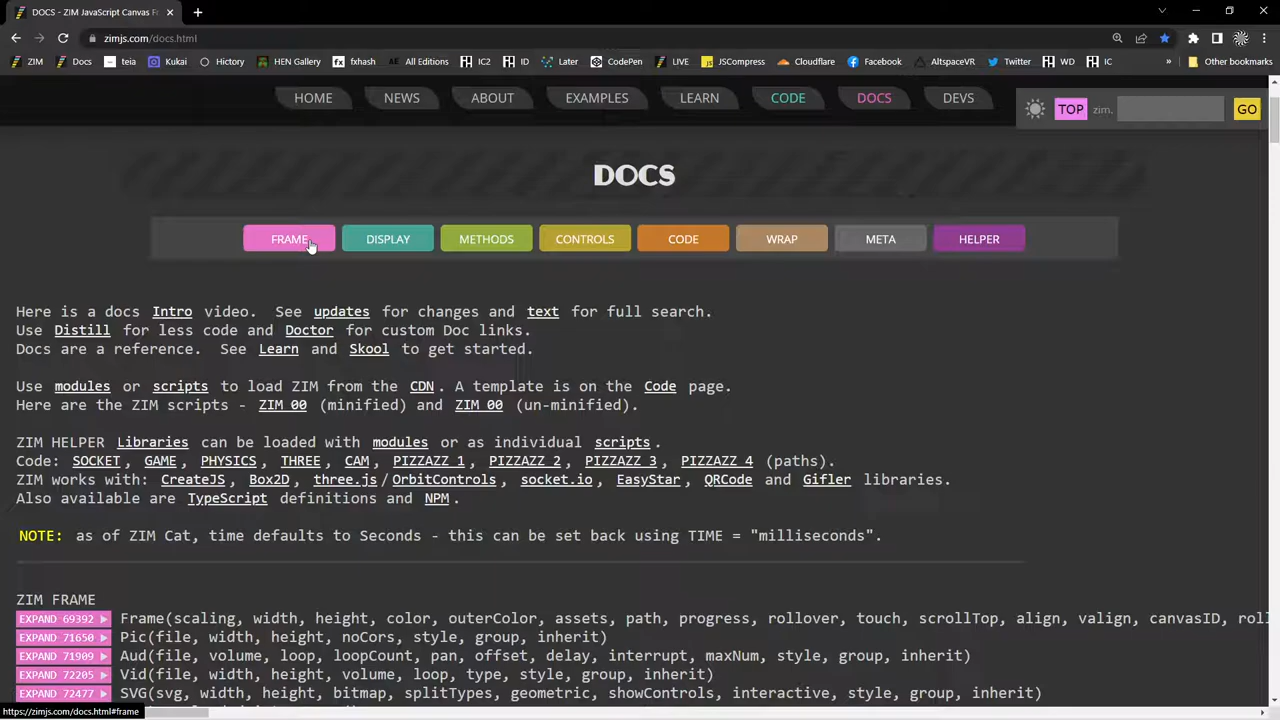 DOCS - ZIM JavaScript Canvas Fr
zimjs.com/docs.html
ZIM Docs teia Kukai History HEN Gallery fxhash All Editions IC2 ID Later CodePen LIVE JSCompress Cloudflare Facebook AltspaceVR Twitter WD IC » Other bookmarks
HOME NEWS ABOUT EXAMPLES LEARN CODE DOCS DEVS
TOP zim. GO
DOCS
FRAME DISPLAY METHODS CONTROLS CODE WRAP META HELPER
Here is a docs Intro video. See updates for changes and text for full search.
Use Distill for less code and Doctor for custom Doc links.
Docs are a reference. See Learn and Skool to get started.
Use modules or scripts to load ZIM from the CDN. A template is on the Code page.
Here are the ZIM scripts - ZIM 00 (minified) and ZIM 00 (un-minified).
ZIM HELPER Libraries can be loaded with modules or as individual scripts.
Code: SOCKET, GAME, PHYSICS, THREE, CAM, PIZZAZZ 1, PIZZAZZ 2, PIZZAZZ 3, PIZZAZZ 4 (paths).
ZIM works with: CreateJS, Box2D, three.js/OrbitControls, socket.io, EasyStar, QRCode and Gifler libraries.
Also available are TypeScript definitions and NPM.
NOTE: as of ZIM Cat, time defaults to Seconds - this can be set back using TIME = "milliseconds".
ZIM FRAME
EXPAND 69392 ▶ Frame(scaling, width, height, color, outerColor, assets, path, progress, rollover, touch, scrollTop, align, valign, canvasID, roll
EXPAND 71650 ▶ Pic(file, width, height, noCors, style, group, inherit)
EXPAND 71909 ▶ Aud(file, volume, loop, loopCount, pan, offset, delay, interrupt, maxNum, style, group, inherit)
EXPAND 72205 ▶ Vid(file, width, height, volume, loop, type, style, group, inherit)
EXPAND 72477 ▶ SVG(svg, width, height, bitmap, splitTypes, geometric, showControls, interactive, style, group, inherit)
https://zimjs.com/docs.html#frame